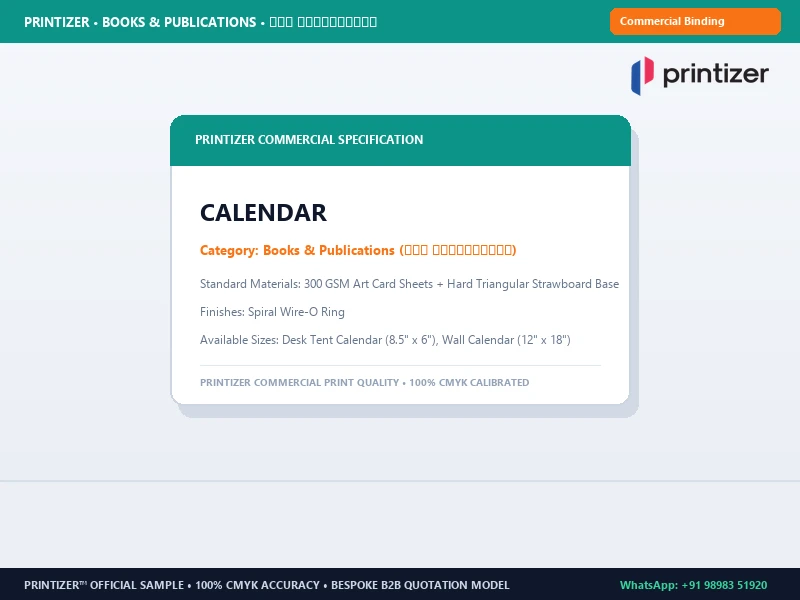 PRINTIZER • BOOKS & PUBLICATIONS •
Commercial Binding
printizer
PRINTIZER COMMERCIAL SPECIFICATION
CALENDAR
Category: Books & Publications
Standard Materials: 300 GSM Art Card Sheets + Hard Triangular Strawboard Base
Finishes: Spiral Wire-O Ring
Available Sizes: Desk Tent Calendar (8.5" x 6"), Wall Calendar (12" x 18")
PRINTIZER COMMERCIAL PRINT QUALITY • 100% CMYK CALIBRATED
PRINTIZER™ OFFICIAL SAMPLE • 100% CMYK ACCURACY • BESPOKE B2B QUOTATION MODEL
WhatsApp: +91 98983 51920